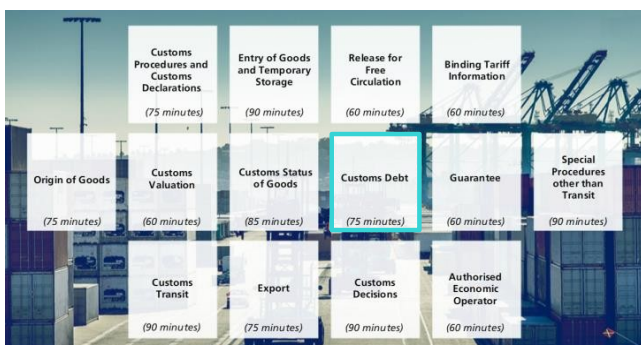 Customs
Procedures and
Customs
Declarations
(75 minutes)
Entry of Goods
and Temporary
Storage
(90 minutes)
Release for
Free
Circulation
(60 minutes)
Binding Tariff
Information
(60 minutes)
Origin of Goods
(75 minutes)
Customs
Valuation
(60 minutes)
Customs Status
of Goods
(85 minutes)
Customs Debt
(75 minutes)
Guarantee
(60 minutes)
Special
Procedures
other than
Transit
(90 minutes)
Customs
Transit
(90 minutes)
Export
(75 minutes)
Customs
Decisions
(90 minutes)
Authorised
Economic
Operator
(60 minutes)